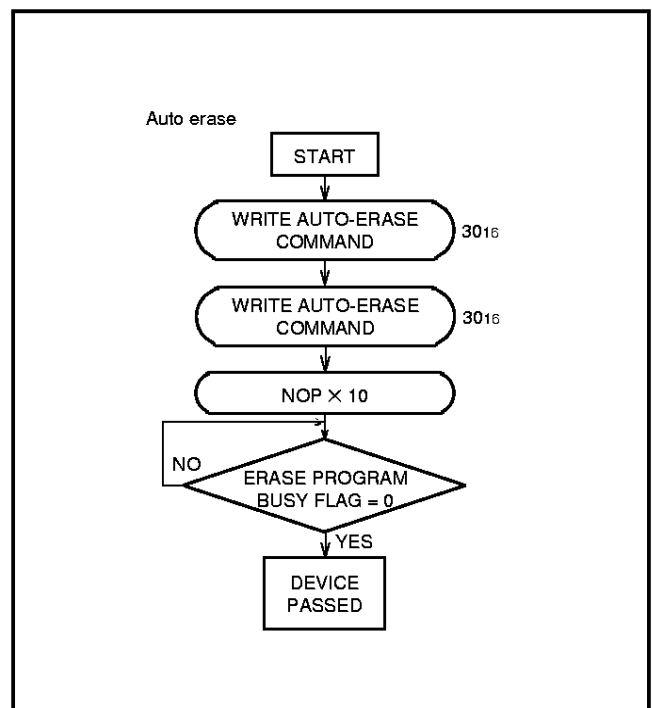 Auto erase
START
WRITE AUTO-ERASE
COMMAND
30₁₆
WRITE AUTO-ERASE
COMMAND
30₁₆
NOP × 10
NO
ERASE PROGRAM
BUSY FLAG = 0
YES
DEVICE
PASSED